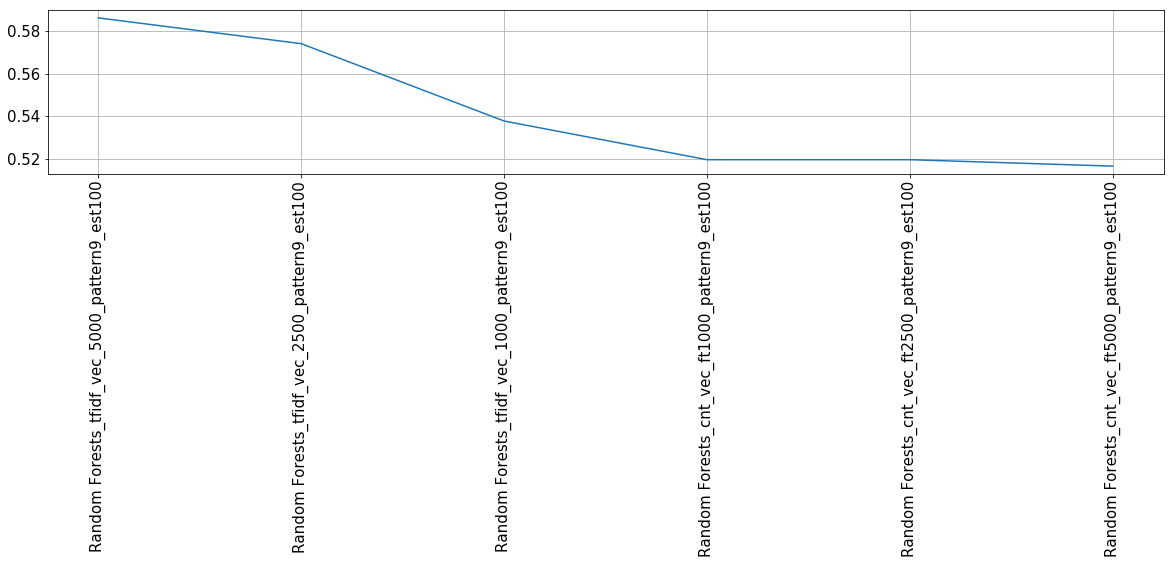 0.58
0.56
0.54
0.52
Random Forests_tfidf_vec_5000_pattern9_est100
Random Forests_tfidf_vec_2500_pattern9_est100
Random Forests_tfidf_vec_1000_pattern9_est100
Random Forests_cnt_vec_ft1000_pattern9_est100
Random Forests_cnt_vec_ft2500_pattern9_est100
Random Forests_cnt_vec_ft5000_pattern9_est100